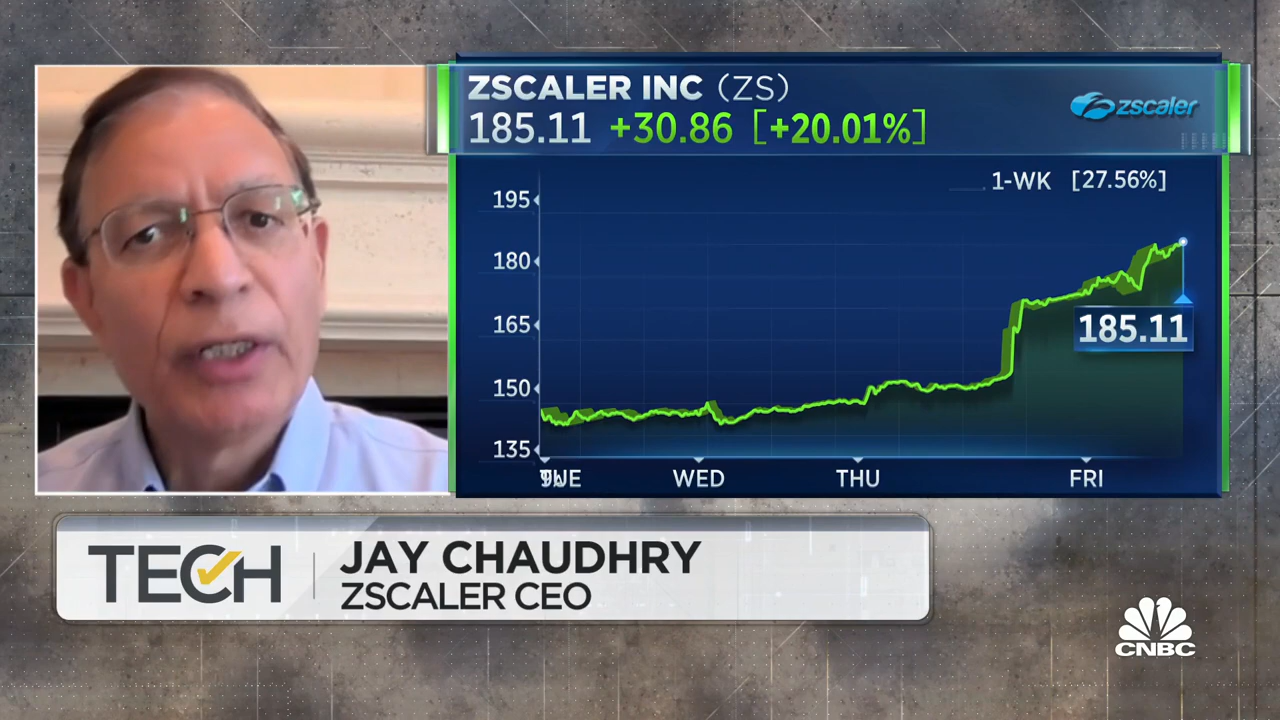 ZSCALER INC (ZS)
185.11 +30.86 [+20.01%]
zscaler
1-WK [27.56%]
195
180
165
150
135
185.11
WED
THU
FRI
TECH
JAY CHAUDHRY
ZSCALER CEO
CNBC